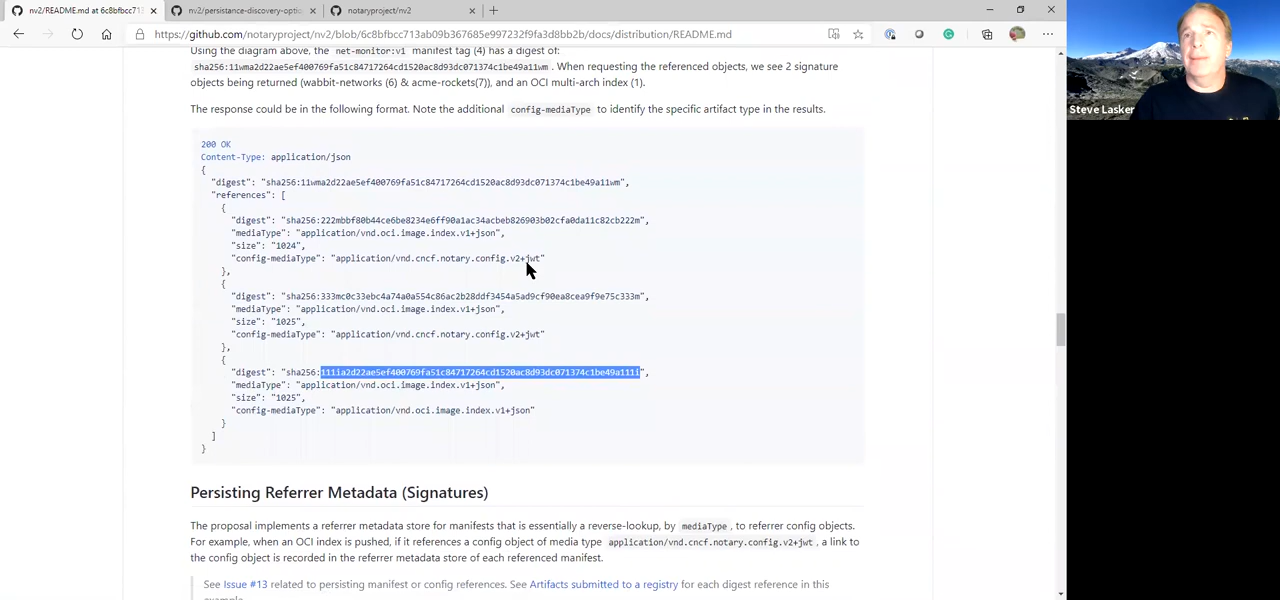 nv2/README.md at 6c8bfbcc71
nv2/persistance-discovery-optio
notaryproject/nv2
https://github.com/notaryproject/nv2/blob/6c8bfbcc713ab09b367685e997232f9fa3d8bb2b/docs/distribution/README.md
Steve Lasker
Using the diagram above, the net-monitor:v1 manifest tag (4) has a digest of:
sha256:11wma2d22ae5ef400769fa51c84717264cd1520ac8d93dc071374c1be49a11wm . When requesting the referenced objects, we see 2 signature
objects being returned (wabbit-networks (6) & acme-rockets(7)), and an OCI multi-arch index (1).
The response could be in the following format. Note the additional config-mediaType to identify the specific artifact type in the results.
200 OK
Content-Type: application/json
{
"digest": "sha256:11wma2d22ae5ef400769fa51c84717264cd1520ac8d93dc071374c1be49a11wm",
"references": [
{
"digest": "sha256:222mbbf80b44ce6be8234e6ff90a1ac34acbeb826903b02cfa0da11c82cb222m",
"mediaType": "application/vnd.oci.image.index.v1+json",
"size": "1024",
"config-mediaType": "application/vnd.cncf.notary.config.v2+jwt"
},
{
"digest": "sha256:333mc0c33ebc4a74a0a554c86ac2b28ddf3454a5ad9cf90ea8cea9f9e75c333m",
"mediaType": "application/vnd.oci.image.index.v1+json",
"size": "1025",
"config-mediaType": "application/vnd.cncf.notary.config.v2+jwt"
},
{
"digest": "sha256:111ia2d22ae5ef400769fa51c84717264cd1520ac8d93dc071374c1be49a111i",
"mediaType": "application/vnd.oci.image.index.v1+json",
"size": "1025",
"config-mediaType": "application/vnd.oci.image.index.v1+json"
}
]
}
Persisting Referrer Metadata (Signatures)
The proposal implements a referrer metadata store for manifests that is essentially a reverse-lookup, by mediaType , to referrer config objects.
For example, when an OCI index is pushed, if it references a config object of media type application/vnd.cncf.notary.config.v2+jwt , a link to
the config object is recorded in the referrer metadata store of each referenced manifest.
See Issue #13 related to persisting manifest or config references. See Artifacts submitted to a registry for each digest reference in this
example.